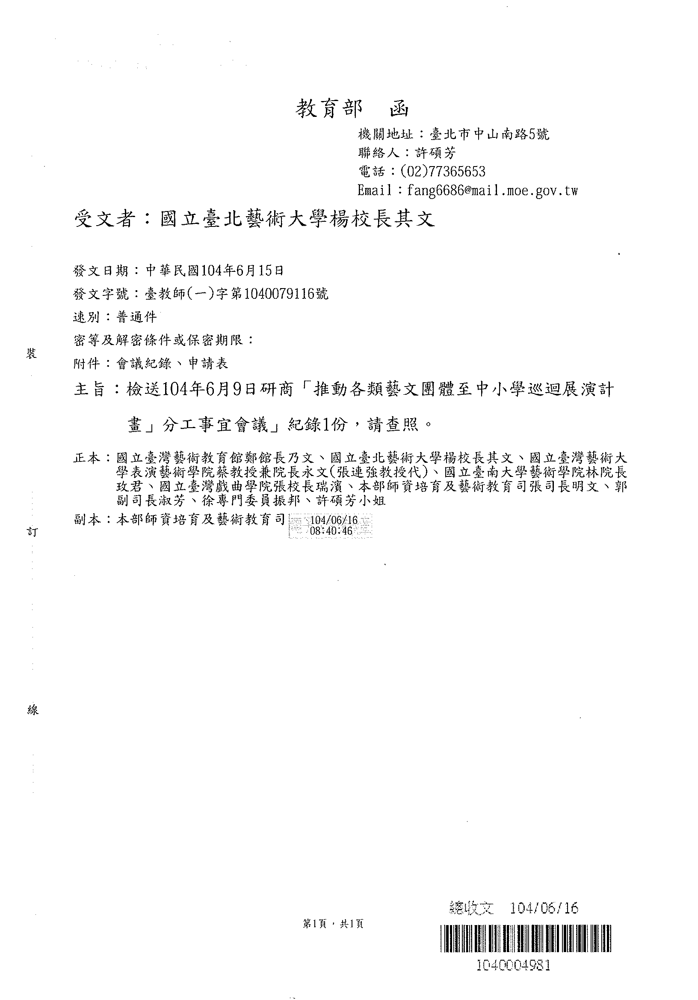 教育部　函
機關地址：臺北市中山南路5號
聯絡人：許碩芳
電話：(02)77365653
Email：fang6686@mail.moe.gov.tw
受文者：國立臺北藝術大學楊校長其文
發文日期：中華民國104年6月15日
發文字號：臺教師(一)字第1040079116號
速別：普通件
密等及解密條件或保密期限：
附件：會議紀錄、申請表
主旨：檢送104年6月9日研商「推動各類藝文團體至中小學巡迴展演計
畫」分工事宜會議」紀錄1份，請查照。
正本：國立臺灣藝術教育館鄭館長乃文、國立臺北藝術大學楊校長其文、國立臺灣藝術大
學表演藝術學院蔡教授兼院長永文(張連強教授代)、國立臺南大學藝術學院林院長
玫君、國立臺灣戲曲學院張校長瑞濱、本部師資培育及藝術教育司張司長明文、郭
副司長淑芳、徐專門委員振邦、許碩芳小姐
副本：本部師資培育及藝術教育司
104/06/16
08:40:46
裝
訂
線
第1頁，共1頁
總收文 104/06/16
1040004981